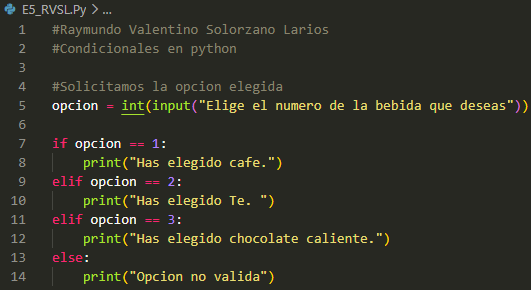 E5_RVSL.Py > ...
1 #Raymundo Valentino Solorzano Larios
2 #Condicionales en python
3
4 #Solicitamos la opcion elegida
5 opcion = int(input("Elige el numero de la bebida que deseas"))
6
7 if opcion == 1:
8     print("Has elegido cafe.")
9 elif opcion == 2:
10     print("Has elegido Te. ")
11 elif opcion == 3:
12     print("Has elegido chocolate caliente.")
13 else:
14     print("Opcion no valida")